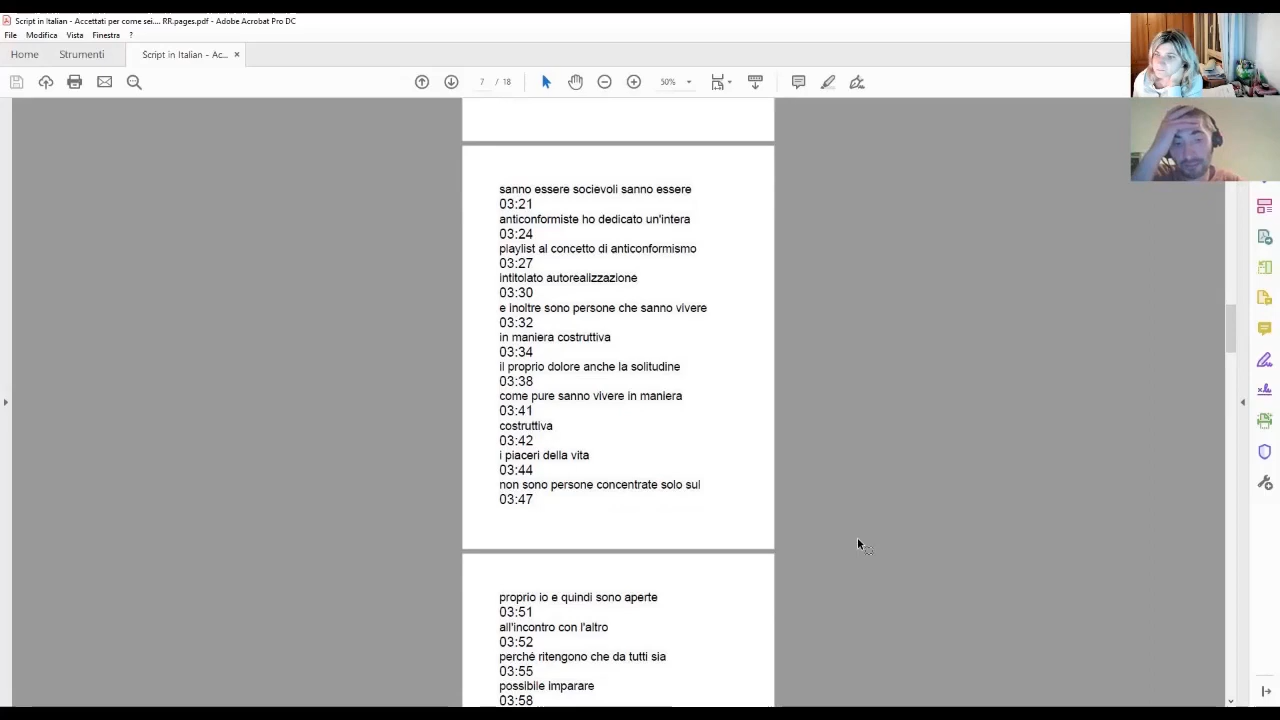 Script in Italian - Accettati per come sei.... RR.pages.pdf - Adobe Acrobat Pro DC
File Modifica Vista Finestra ?
Home Strumenti Script in Italian - Ac... ×
7 / 18 50%
sanno essere socievoli sanno essere
03:21
anticonformiste ho dedicato un'intera
03:24
playlist al concetto di anticonformismo
03:27
intitolato autorealizzazione
03:30
e inoltre sono persone che sanno vivere
03:32
in maniera costruttiva
03:34
il proprio dolore anche la solitudine
03:38
come pure sanno vivere in maniera
03:41
costruttiva
03:42
i piaceri della vita
03:44
non sono persone concentrate solo sul
03:47
proprio io e quindi sono aperte
03:51
all'incontro con l'altro
03:52
perché ritengono che da tutti sia
03:55
possibile imparare
03:58